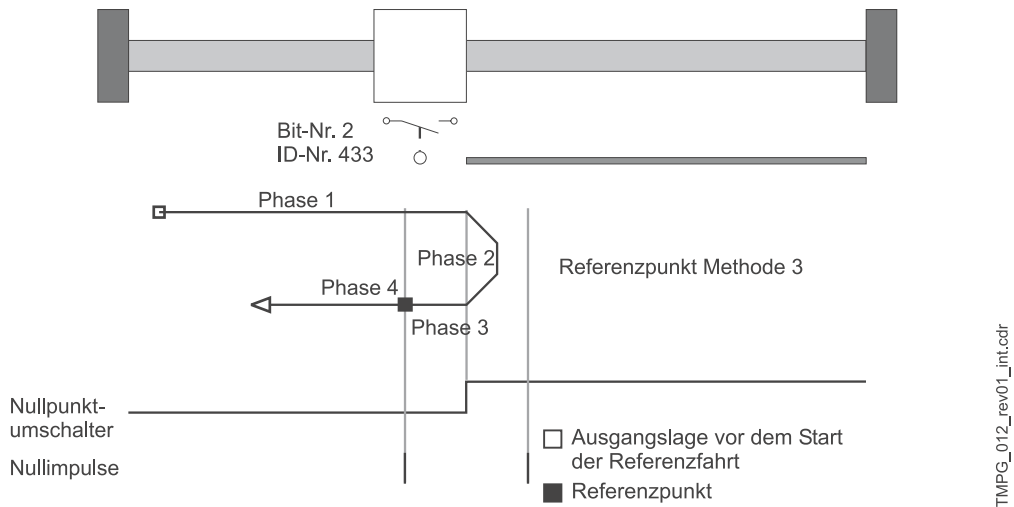 Bit-Nr. 2
ID-Nr. 433
Phase 1
Phase 2
Referenzpunkt Methode 3
Phase 4
Phase 3
Nullpunkt-
umschalter
Nullimpulse
Ausgangslage vor dem Start
der Referenzfahrt
Referenzpunkt
TMPG_012_rev01_int.cdr